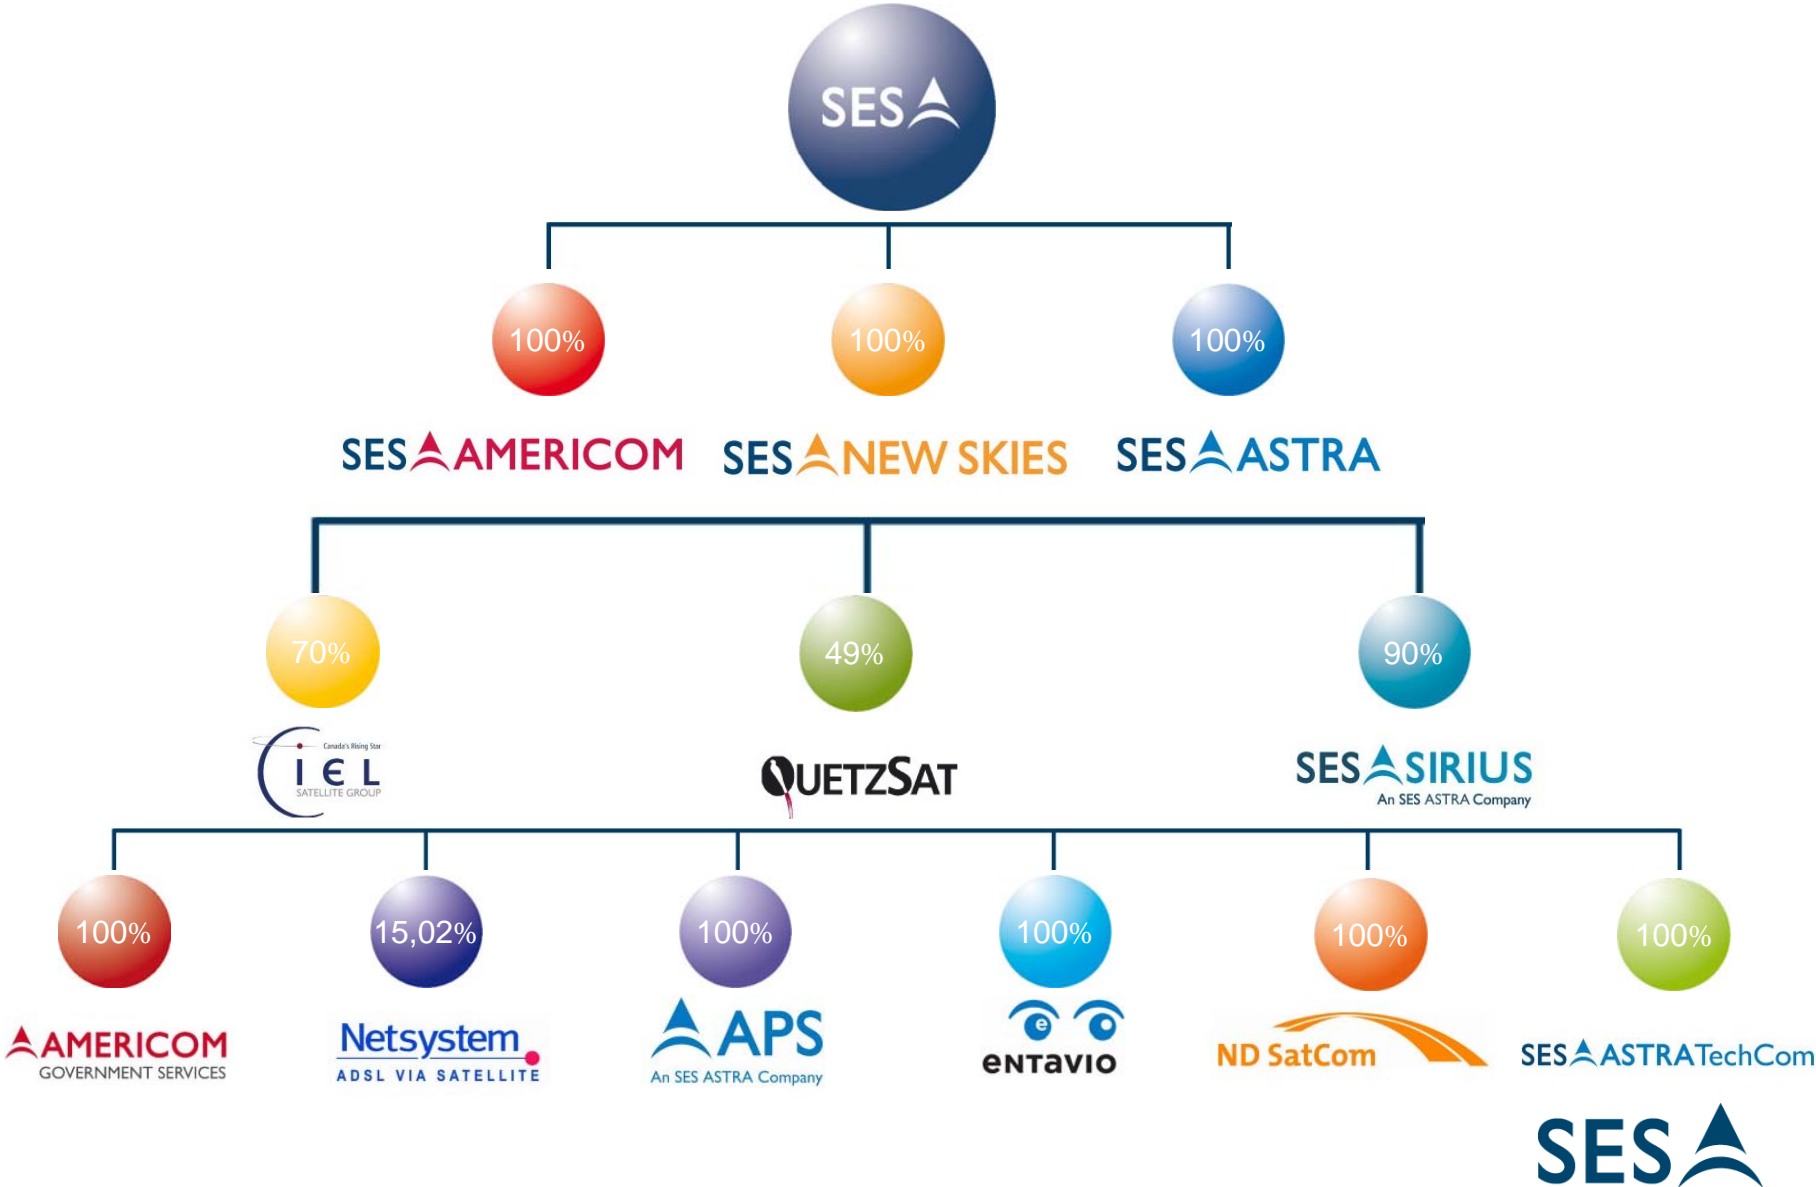 SES
100%
100%
100%
SES AMERICOM
SES NEW SKIES
SES ASTRA
70%
49%
90%
Canada's Rising Star
CIEL
SATELLITE GROUP
QUETZSAT
SES SIRIUS
An SES ASTRA Company
100%
15,02%
100%
100%
100%
100%
AMERICOM
GOVERNMENT SERVICES
Netsystem
ADSL VIA SATELLITE
APS
An SES ASTRA Company
e
entavio
ND SatCom
SES ASTRA TechCom
SES